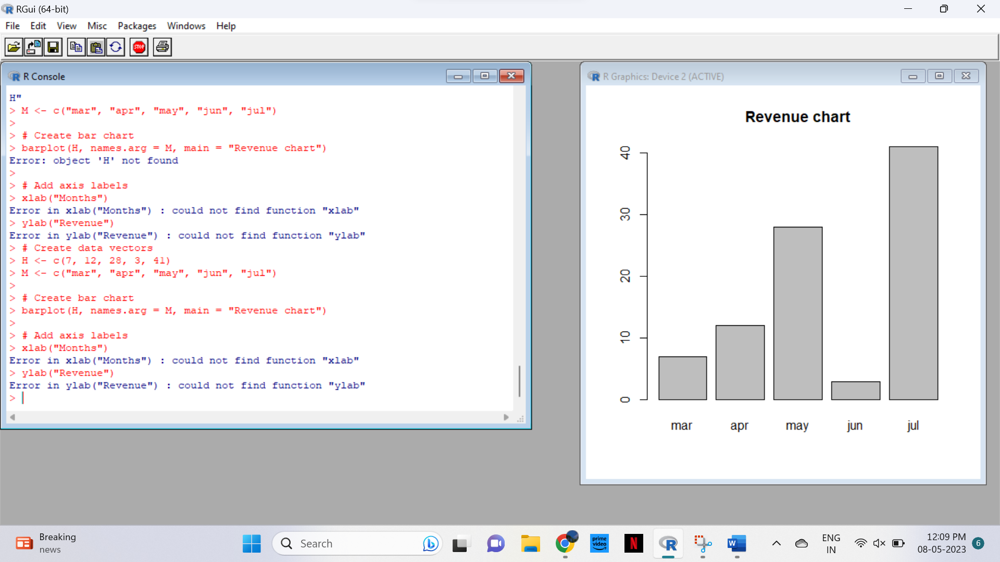 RGui (64-bit)
File Edit View Misc Packages Windows Help
STOP
R Console
H"
> M <- c("mar", "apr", "may", "jun", "jul")
>
> # Create bar chart
> barplot(H, names.arg = M, main = "Revenue chart")
Error: object 'H' not found
>
> # Add axis labels
> xlab("Months")
Error in xlab("Months") : could not find function "xlab"
> ylab("Revenue")
Error in ylab("Revenue") : could not find function "ylab"
> # Create data vectors
> H <- c(7, 12, 28, 3, 41)
> M <- c("mar", "apr", "may", "jun", "jul")
>
> # Create bar chart
> barplot(H, names.arg = M, main = "Revenue chart")
>
> # Add axis labels
> xlab("Months")
Error in xlab("Months") : could not find function "xlab"
> ylab("Revenue")
Error in ylab("Revenue") : could not find function "ylab"
>
R Graphics: Device 2 (ACTIVE)
Revenue chart
40
30
20
10
0
mar apr may jun jul
Breaking
news
Search
prime
video
N
R
W
ENG
IN
12:09 PM
08-05-2023
6